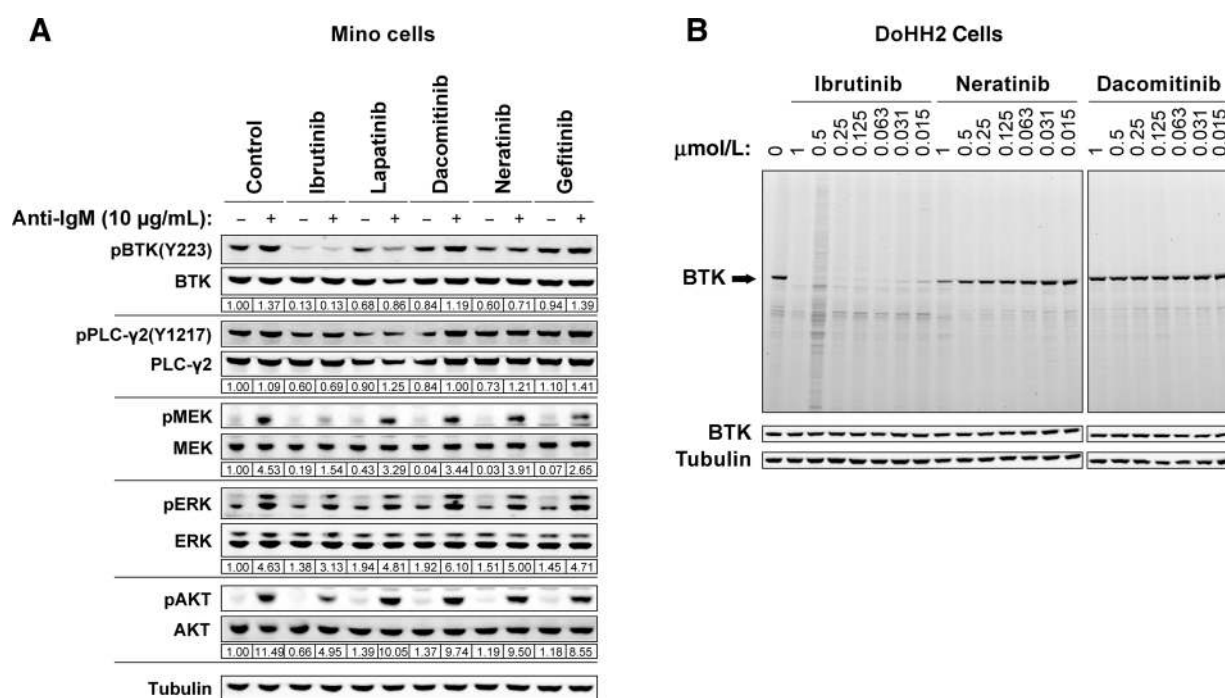 A
Mino cells
Control Ibrutinib Lapatinib Dacomitinib Neratinib Gefitinib
Anti-IgM (10 µg/mL): – + – + – + – + – + – +
pBTK(Y223)
BTK
1.00 1.37 0.13 0.13 0.68 0.86 0.84 1.19 0.60 0.71 0.94 1.39
pPLC-γ2(Y1217)
PLC-γ2
1.00 1.09 0.60 0.69 0.90 1.25 0.84 1.00 0.73 1.21 1.10 1.41
pMEK
MEK
1.00 4.53 0.19 1.54 0.43 3.29 0.04 3.44 0.03 3.91 0.07 2.65
pERK
ERK
1.00 4.63 1.38 3.13 1.94 4.81 1.92 6.10 1.51 5.00 1.45 4.71
pAKT
AKT
1.00 11.49 0.66 4.95 1.39 10.05 1.37 9.74 1.19 9.50 1.18 8.55
Tubulin
B
DoHH2 Cells
Ibrutinib Neratinib Dacomitinib
µmol/L: 0 1 0.5 0.25 0.125 0.063 0.031 0.015 1 0.5 0.25 0.125 0.063 0.031 0.015 1 0.5 0.25 0.125 0.063 0.031 0.015
BTK
BTK
Tubulin